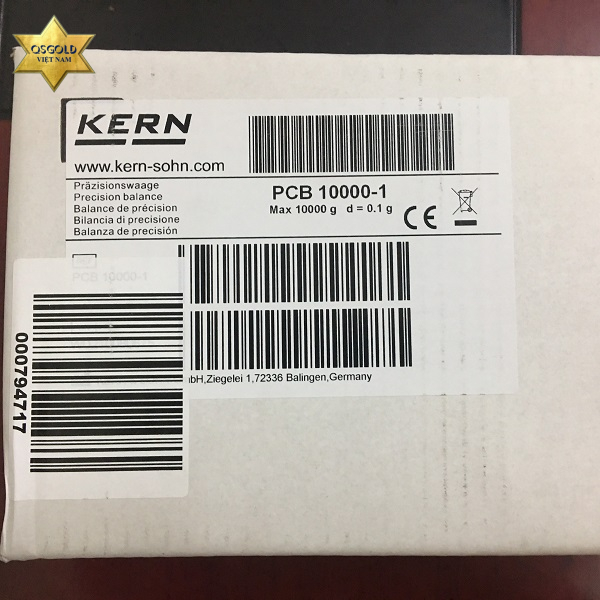 QSGOLD
VIỆT NAM
KERN
www.kern-sohn.com
Präzisionswaage
Precision balance
Balance de précision
Bilancia di precisione
Balanza de precisión
PCB 10000-1
Max 10000 g d = 0.1 g
CE
PCB 10000-1
bH,Ziegelei 1,72336 Balingen,Germany
000794717